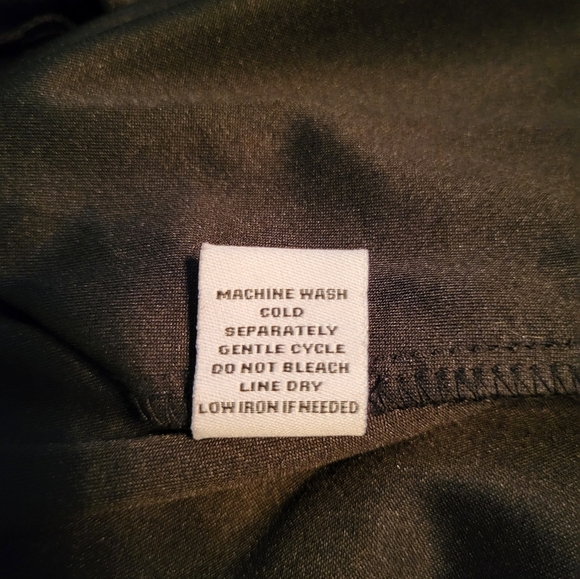 MACHINE WASH
COLD
SEPARATELY
GENTLE CYCLE
DO NOT BLEACH
LINE DRY
LOW IRON IF NEEDED